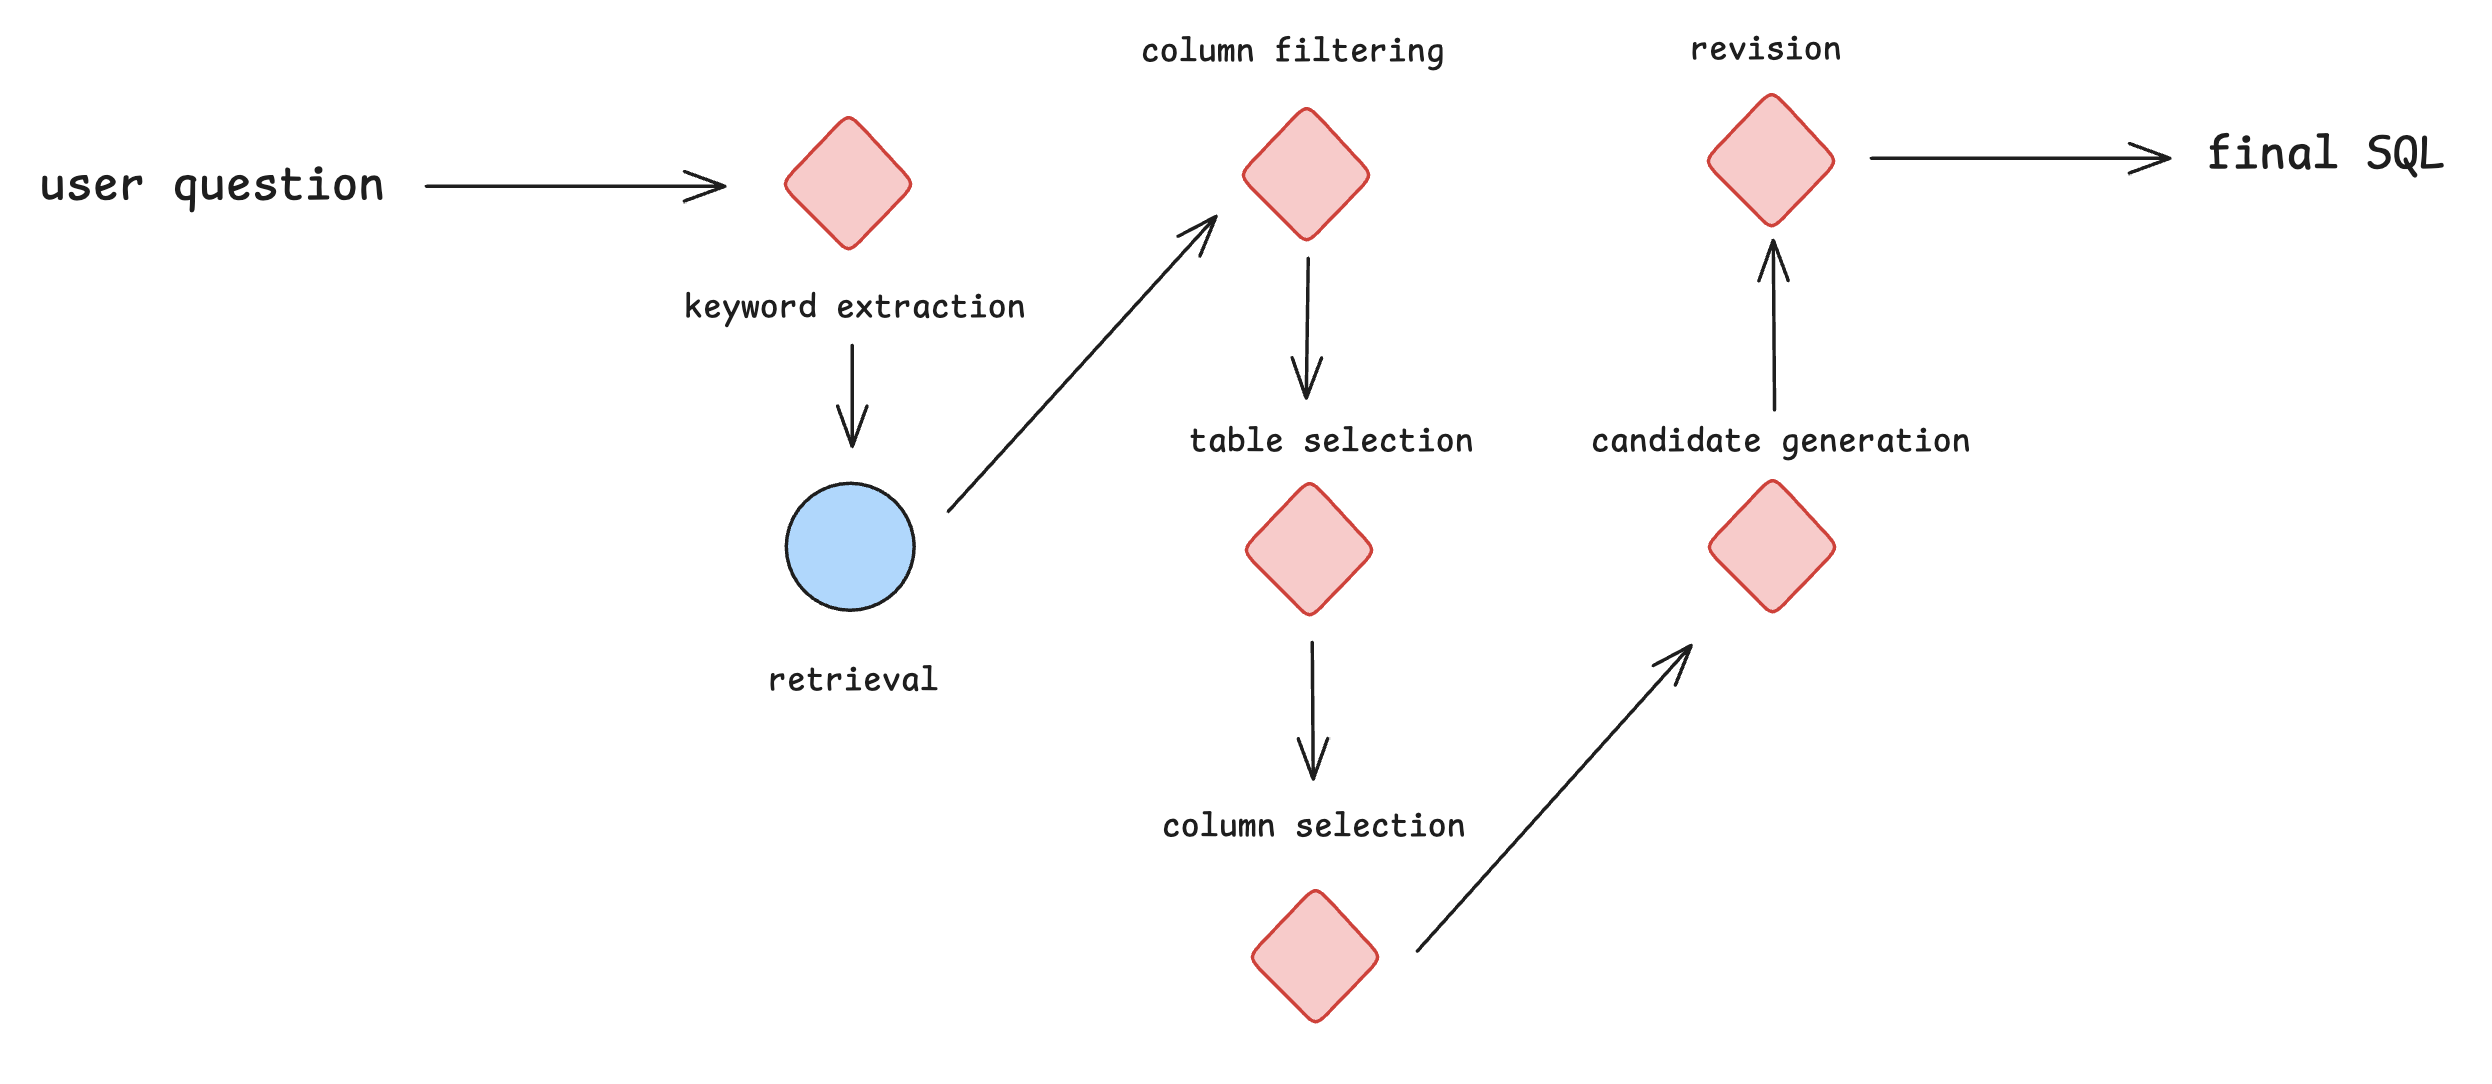 user question
keyword extraction
retrieval
column filtering
table selection
column selection
candidate generation
revision
final SQL